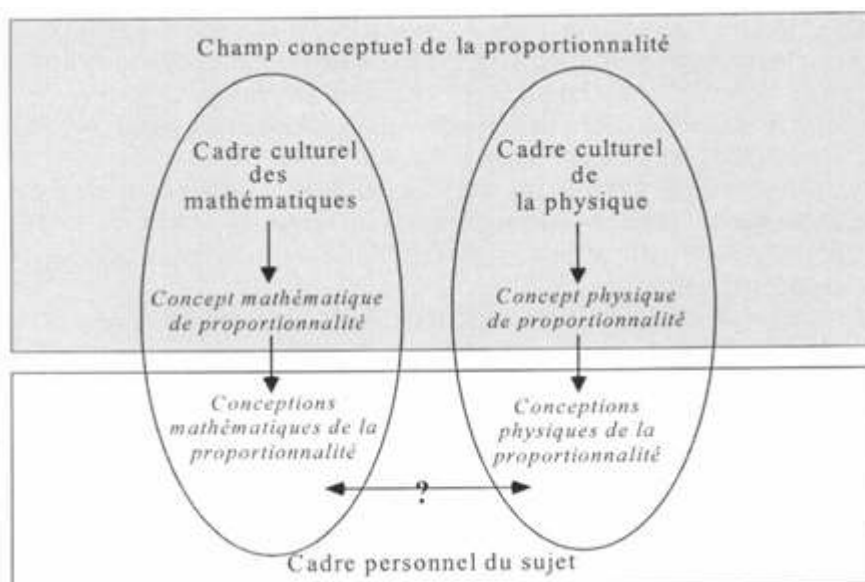 Champ conceptuel de la proportionnalité
Cadre culturel
des
mathématiques
Cadre culturel
de
la physique
Concept mathématique
de proportionnalité
Concept physique
de proportionnalité
Conceptions
mathématiques de la
proportionnalité
Conceptions
physiques de la
proportionnalité
?
Cadre personnel du sujet